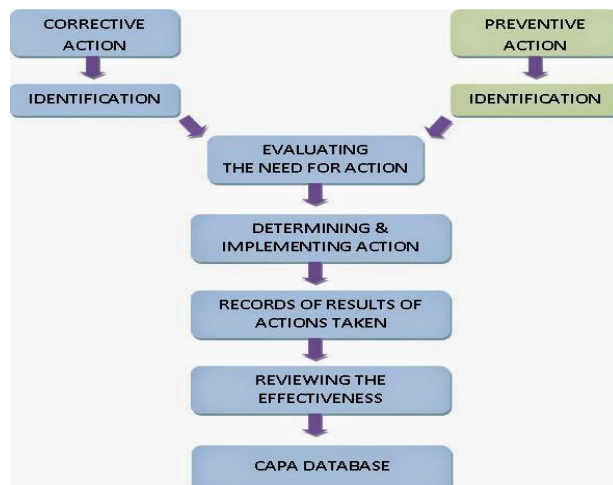 CORRECTIVE
ACTION
PREVENTIVE
ACTION
IDENTIFICATION
IDENTIFICATION
EVALUATING
THE NEED FOR ACTION
DETERMINING &
IMPLEMENTING ACTION
RECORDS OF RESULTS OF
ACTIONS TAKEN
REVIEWING THE
EFFECTIVENESS
CAPA DATABASE